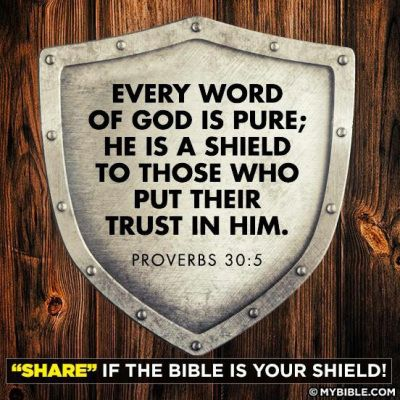 EVERY WORD
OF GOD IS PURE;
HE IS A SHIELD
TO THOSE WHO
PUT THEIR
TRUST IN HIM.
PROVERBS 30:5
“SHARE” IF THE BIBLE IS YOUR SHIELD!
© MYBIBLE.COM